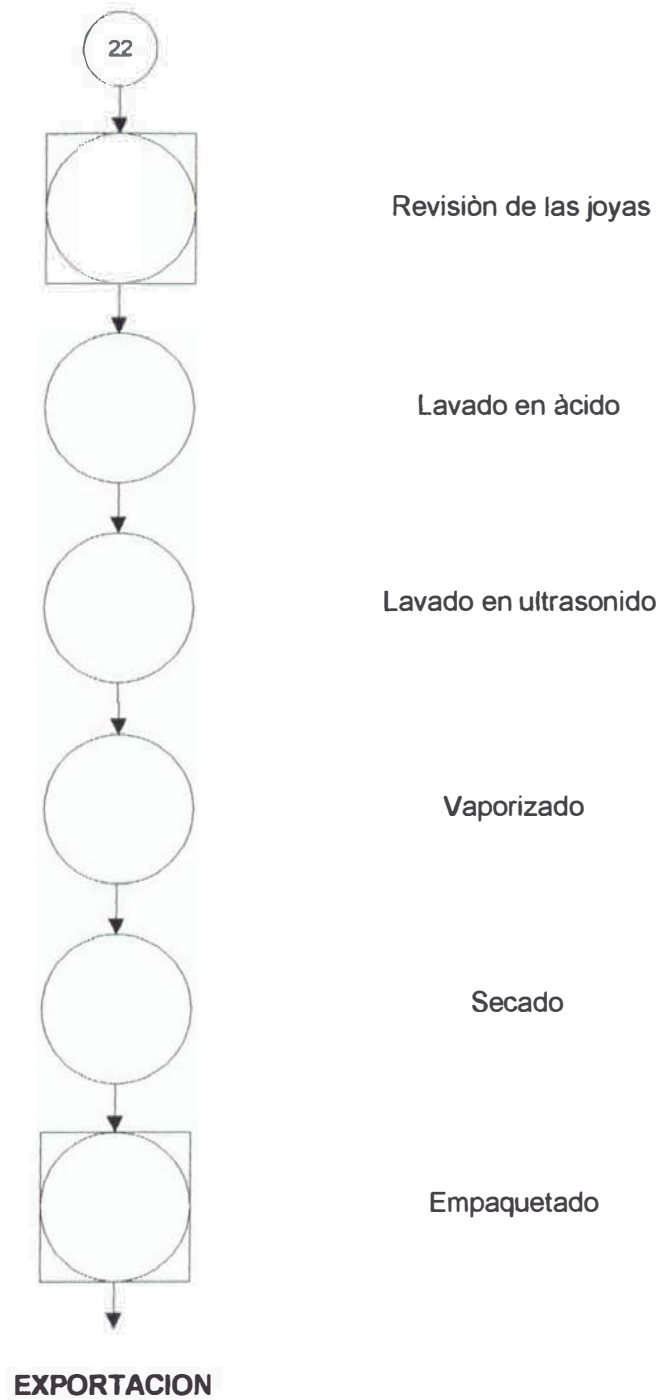 22
Revisiòn de las joyas
Lavado en àcido
Lavado en ultrasonido
Vaporizado
Secado
Empaquetado
EXPORTACION